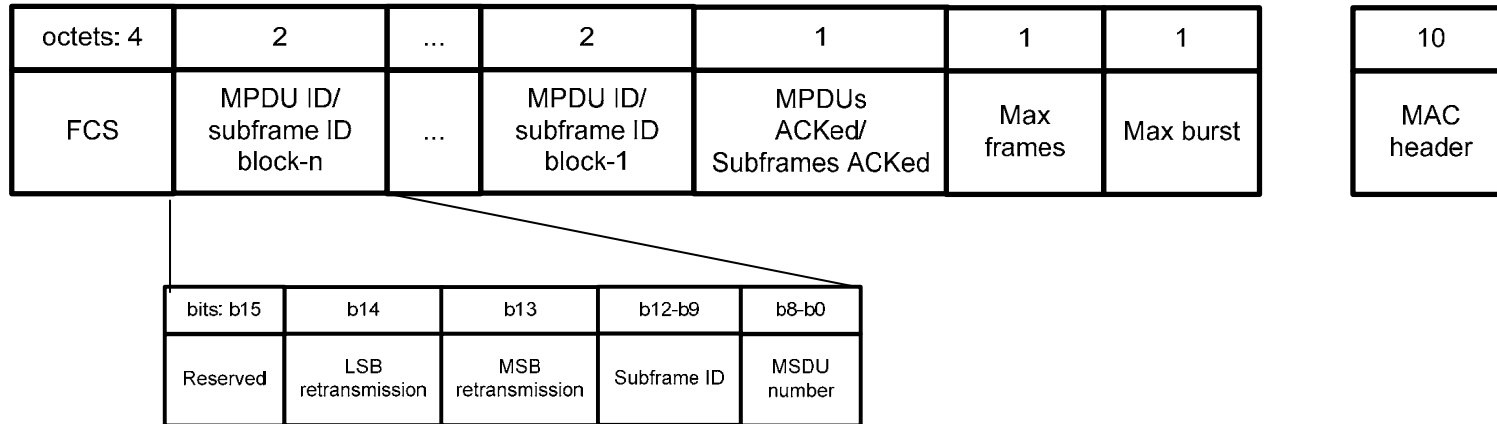 octets: 4 2 ... 2 1 1 1 10
FCS
MPDU ID/
subframe ID
block-n
...
MPDU ID/
subframe ID
block-1
MPDUs
ACKed/
Subframes ACKed
Max
frames
Max burst
MAC
header
bits: b15 b14 b13 b12-b9 b8-b0
Reserved
LSB
retransmission
MSB
retransmission
Subframe ID
MSDU
number